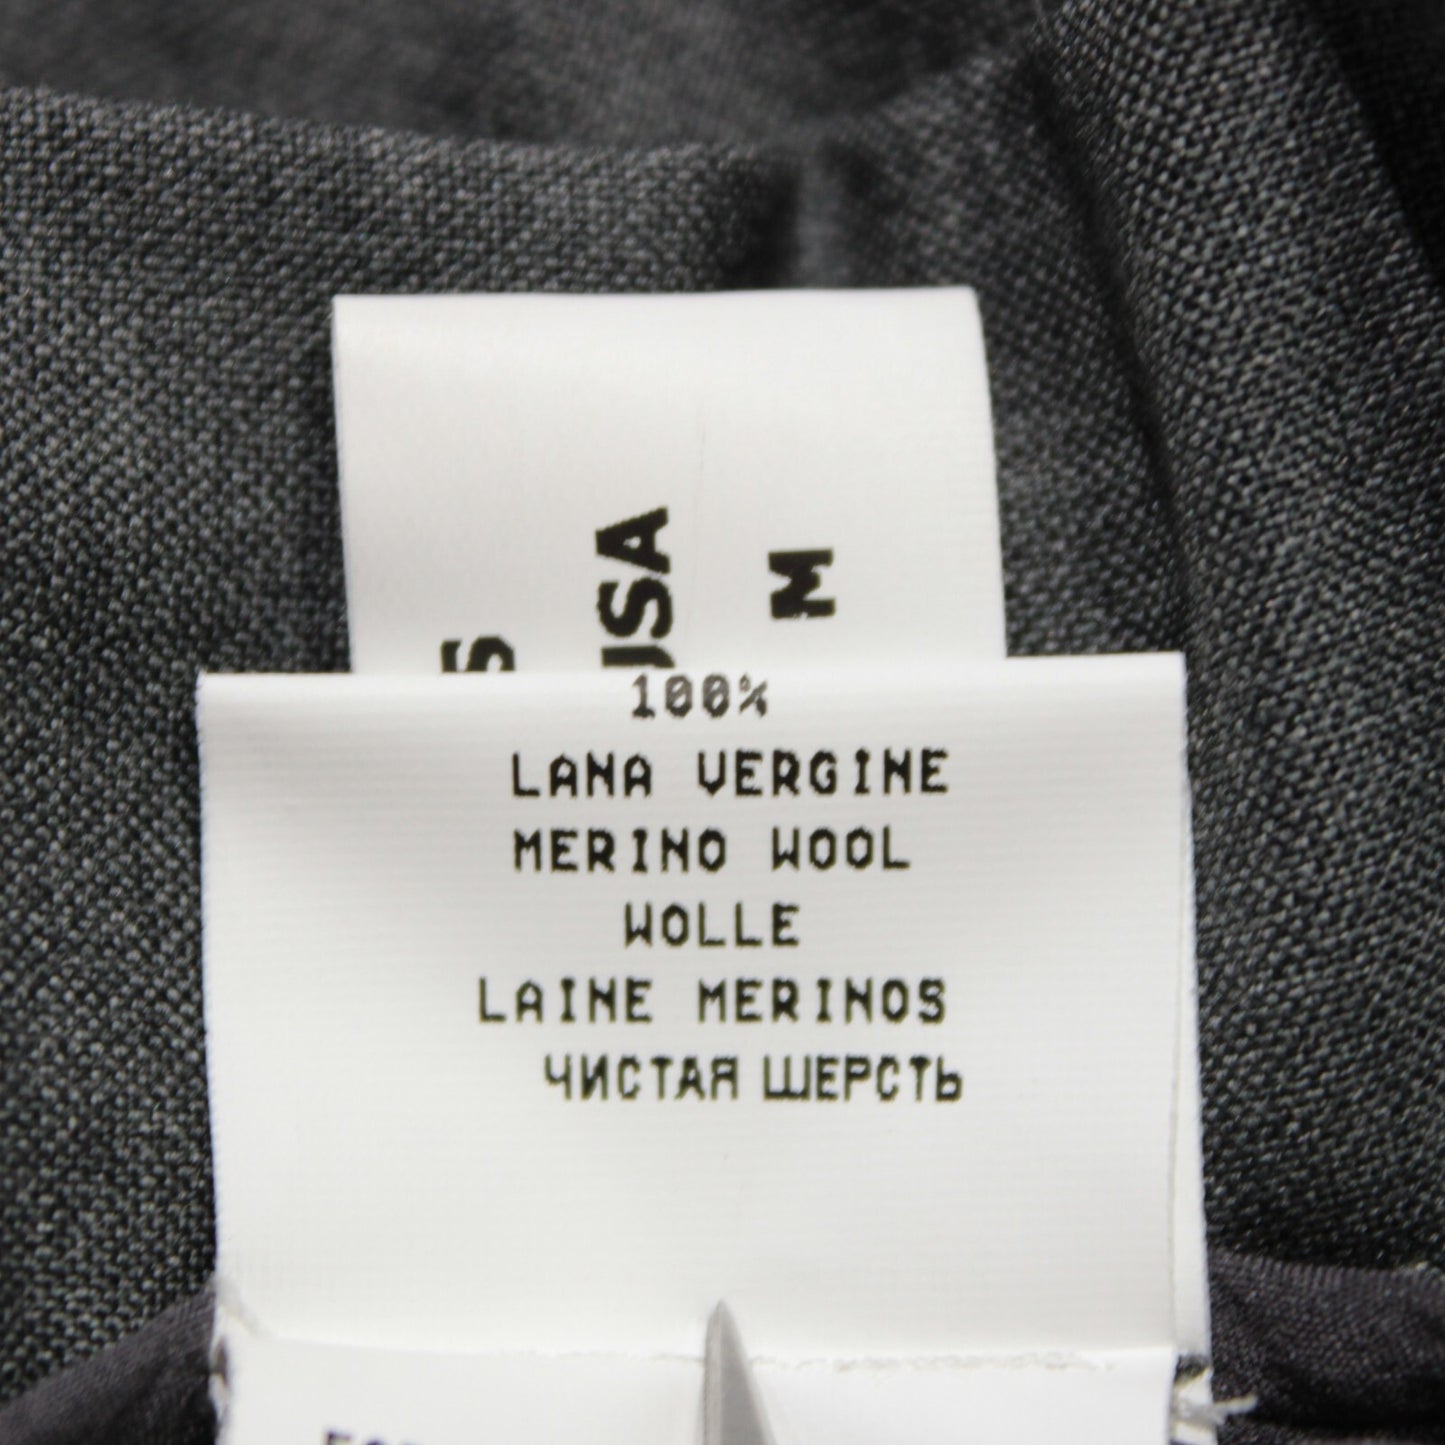 USA
M
100%
LANA VERGINE
MERINO WOOL
WOLLE
LAINE MERINOS
ЧИСТАЯ ШЕРСТЬ